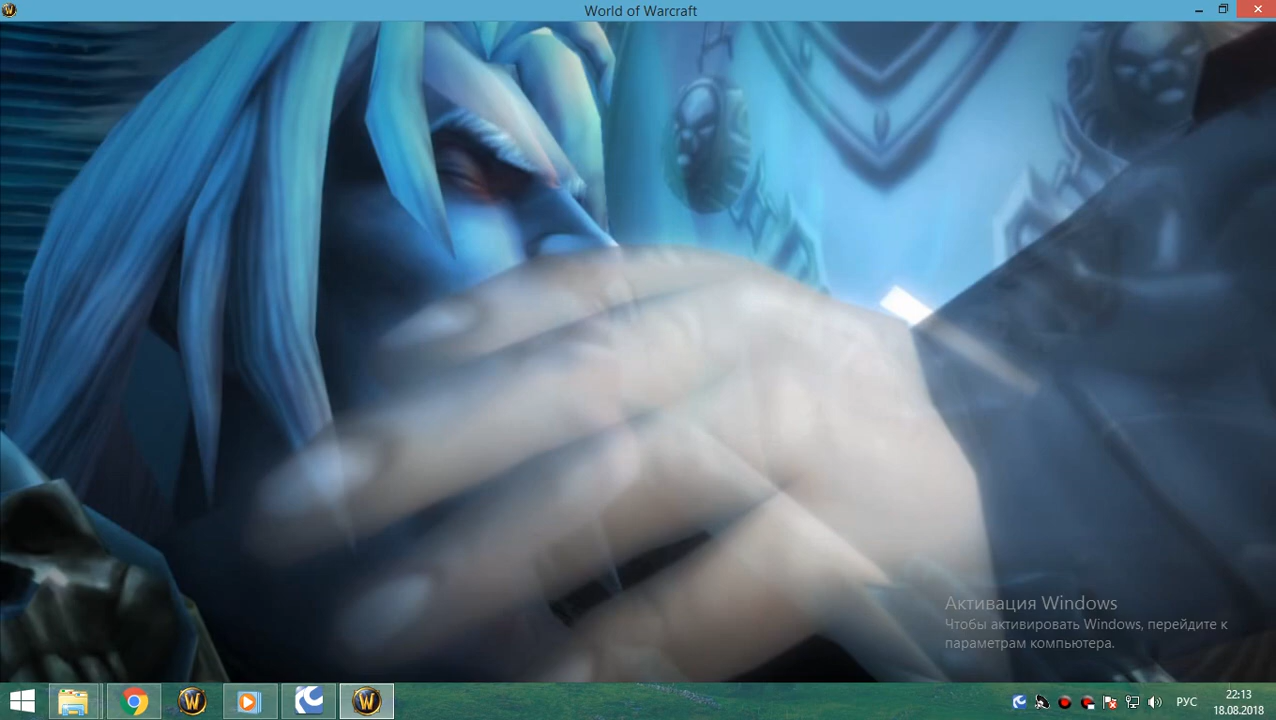 World of Warcraft
Активация Windows
Чтобы активировать Windows, перейдите к
параметрам компьютера.
РУС
22:13
18.08.2018